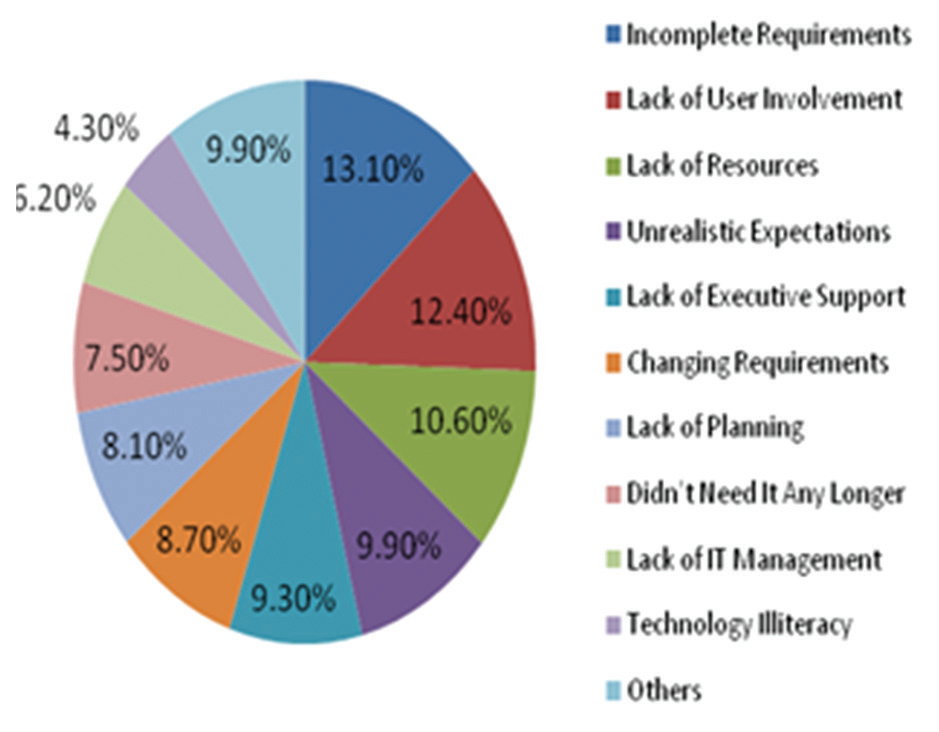 Incomplete Requirements
Lack of User Involvement
Lack of Resources
Unrealistic Expectations
Lack of Executive Support
Changing Requirements
Lack of Planning
Didn't Need It Any Longer
Lack of IT Management
Technology Illiteracy
Others
13.10%
12.40%
10.60%
9.90%
9.30%
8.70%
8.10%
7.50%
6.20%
4.30%
9.90%